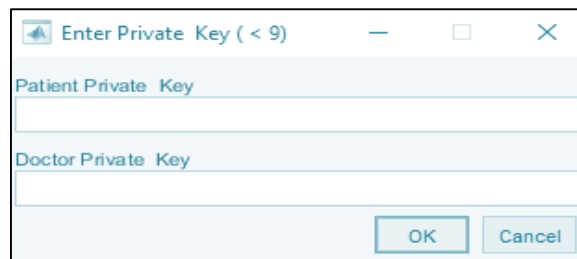 Enter Private Key ( < 9)
Patient Private Key
Doctor Private Key
OK Cancel